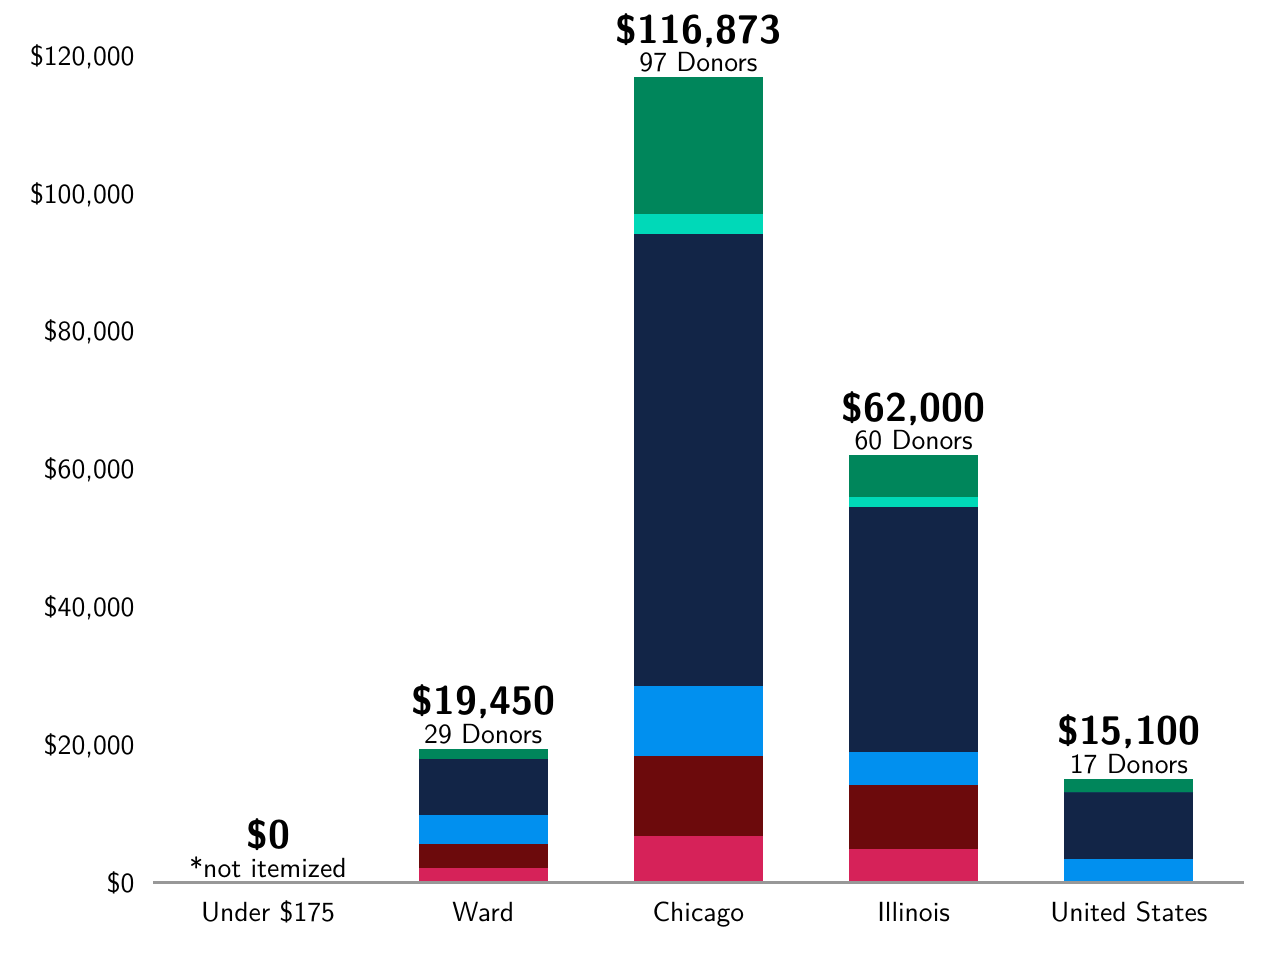 $120,000
$100,000
$80,000
$60,000
$40,000
$20,000
$0
$0
*not itemized
$19,450
29 Donors
$116,873
97 Donors
$62,000
60 Donors
$15,100
17 Donors
Under $175
Ward
Chicago
Illinois
United States